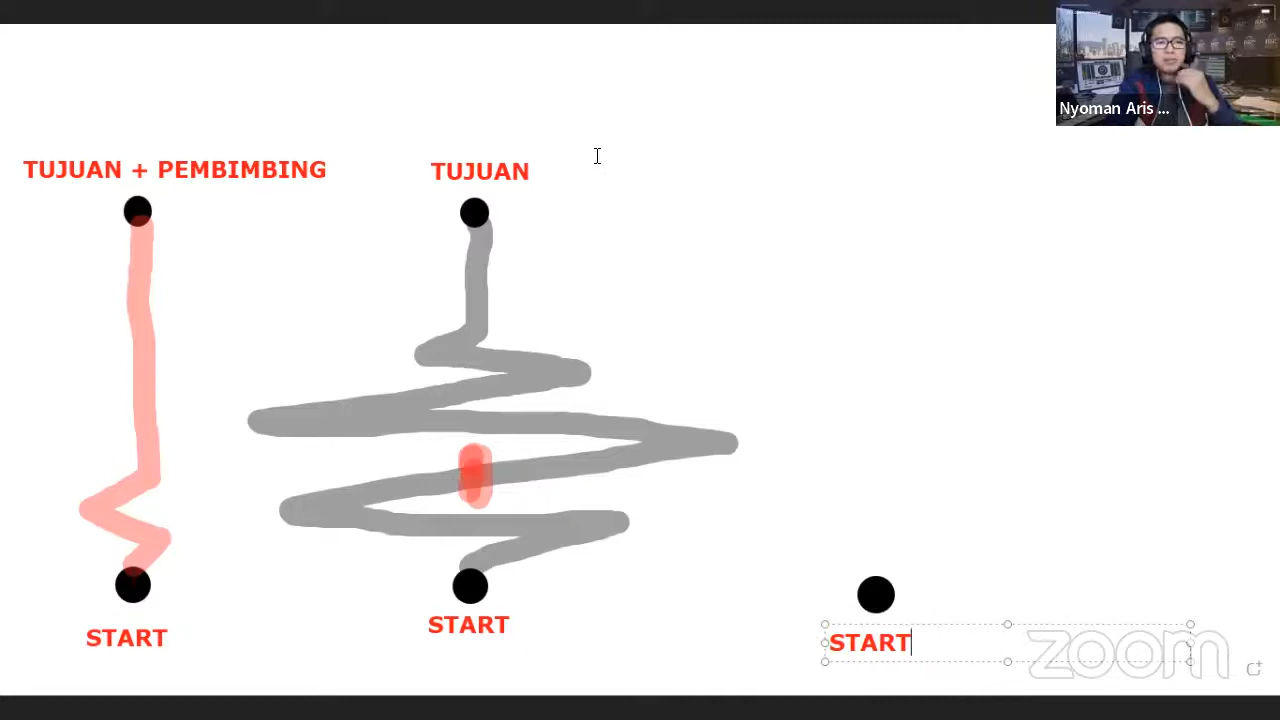 Nyoman Aris ...
TUJUAN + PEMBIMBING
TUJUAN
START
START
START
zoom